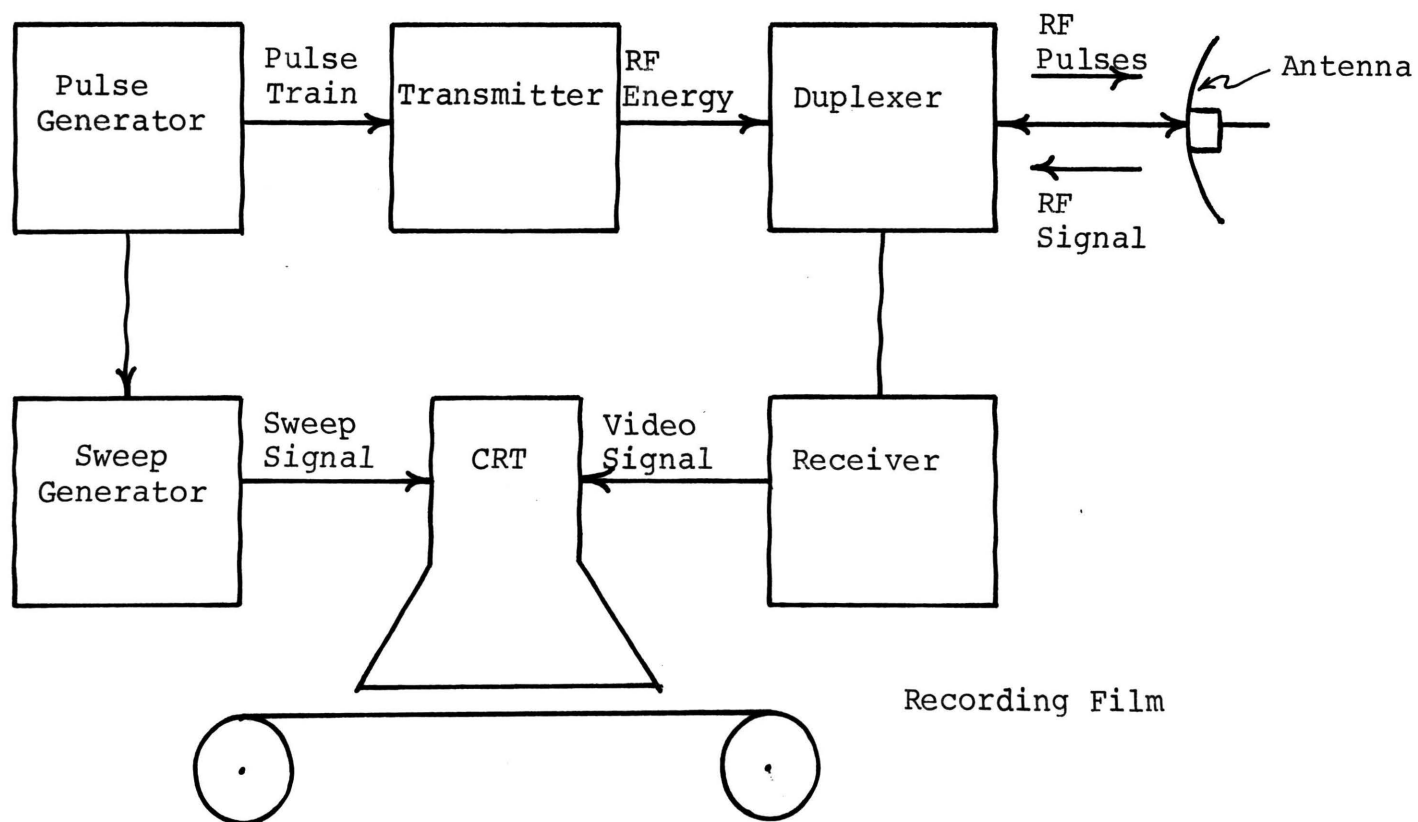 Pulse
Generator
Pulse
Train
Transmitter
RF
Energy
Duplexer
RF
Pulses
Antenna
RF
Signal
Sweep
Generator
Sweep
Signal
CRT
Video
Signal
Receiver
Recording Film